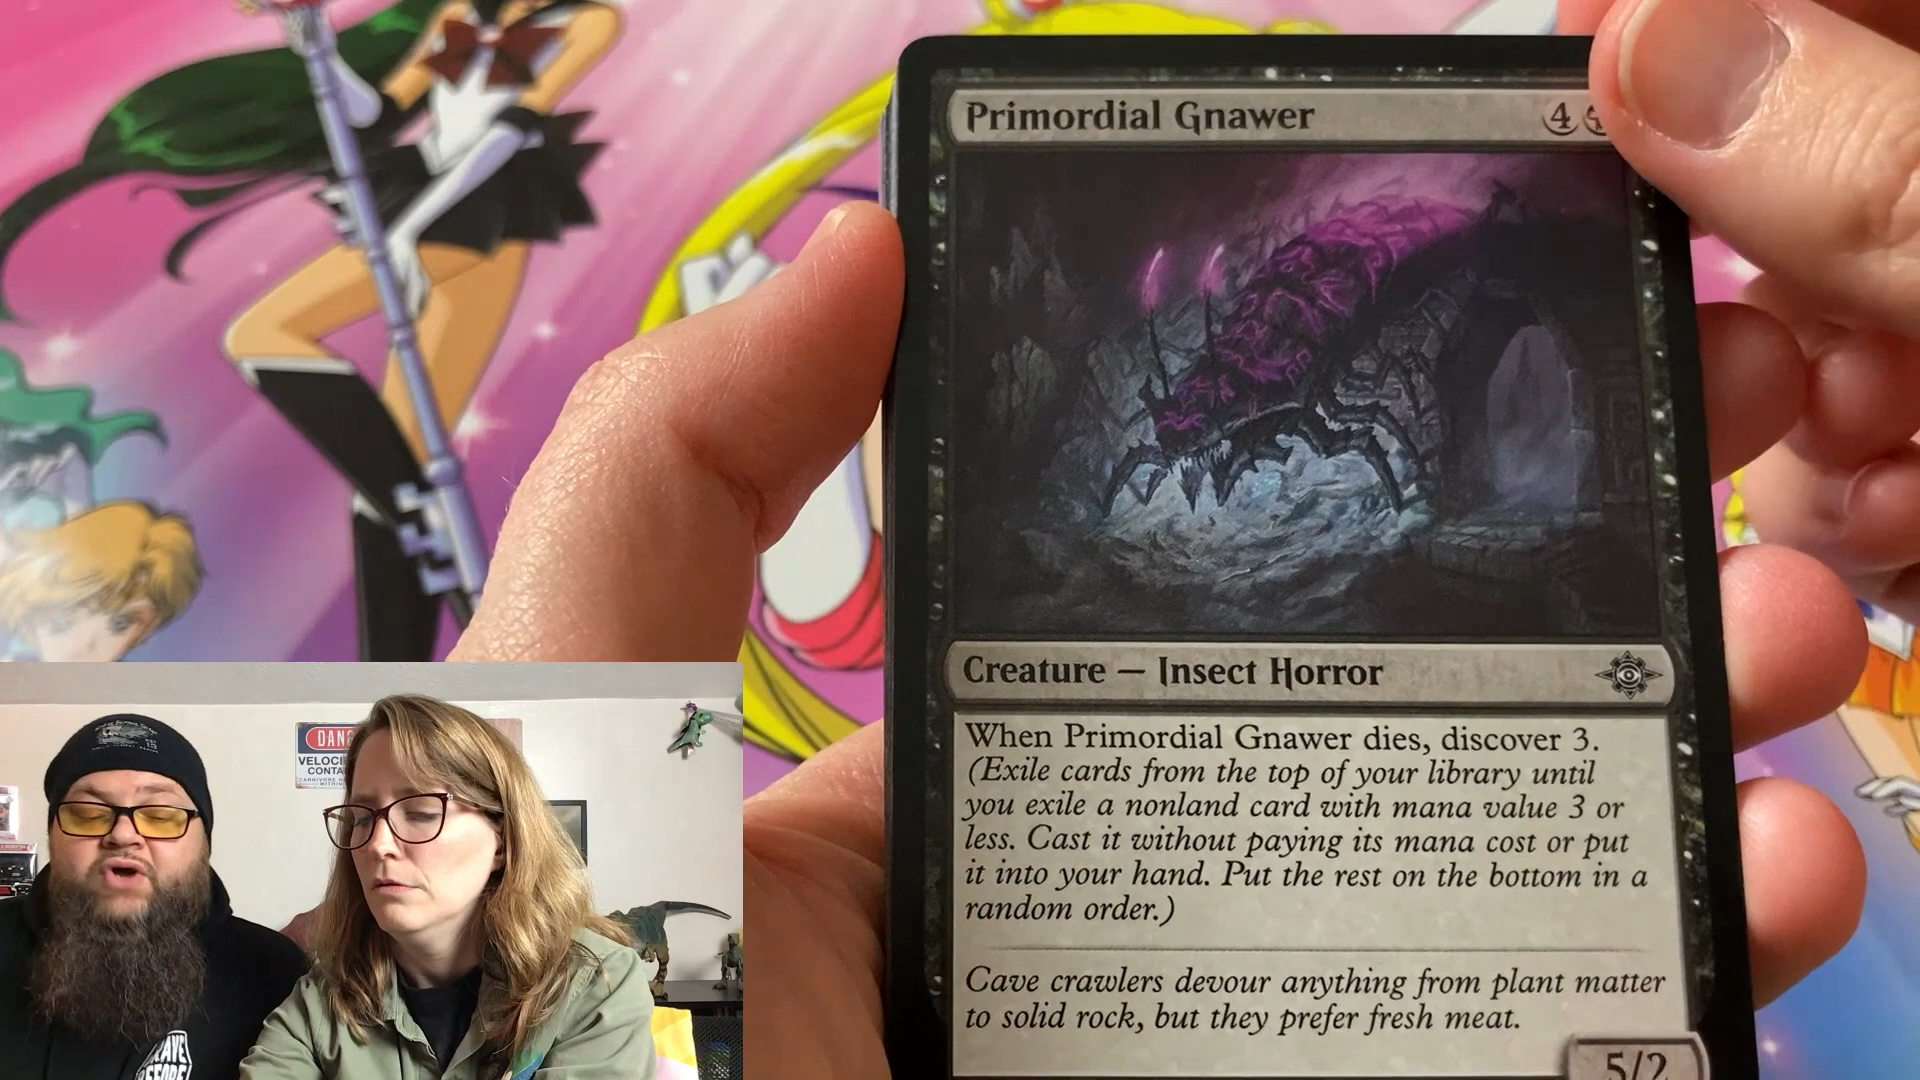 Primordial Gnawer
4
Creature — Insect Horror
When Primordial Gnawer dies, discover 3.
(Exile cards from the top of your library until
you exile a nonland card with mana value 3 or
less. Cast it without paying its mana cost or put
it into your hand. Put the rest on the bottom in a
random order.)
Cave crawlers devour anything from plant matter
to solid rock, but they prefer fresh meat.
5/2
DANG
VELOCI
CONTA